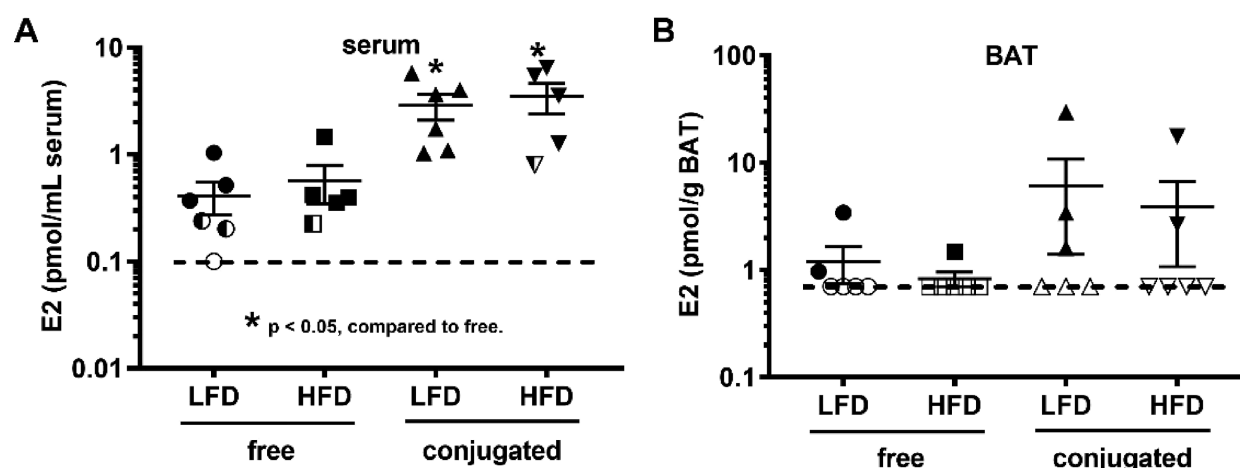 A
serum
E2 (pmol/mL serum)
10
1
0.1
0.01
*
*
* p < 0.05, compared to free.
LFD HFD LFD HFD
free conjugated
B
BAT
E2 (pmol/g BAT)
100
10
1
0.1
LFD HFD LFD HFD
free conjugated